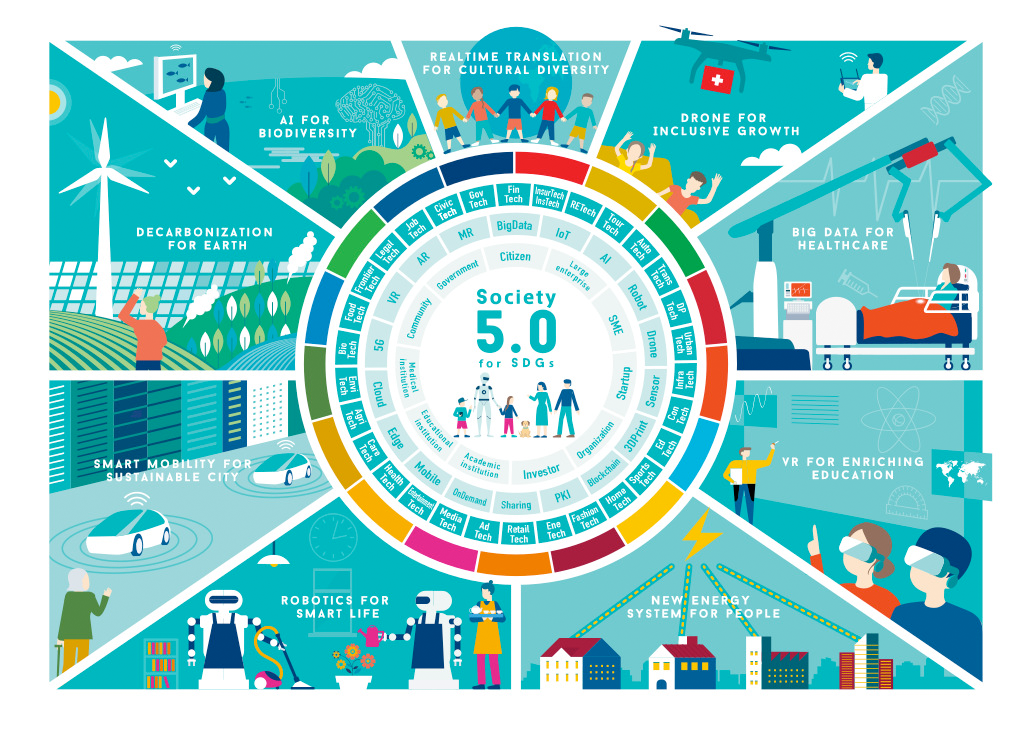 REALTIME TRANSLATION
FOR CULTURAL DIVERSITY
AI FOR
BIODIVERSITY
DRONE FOR
INCLUSIVE GROWTH
DECARBONIZATION
FOR EARTH
BIG DATA FOR
HEALTHCARE
SMART MOBILITY FOR
SUSTAINABLE CITY
VR FOR ENRICHING
EDUCATION
ROBOTICS FOR
SMART LIFE
NEW ENERGY
SYSTEM FOR PEOPLE
Society
5.0
for SDGs
Citizen
Large
enterprise
SME
Startup
Organization
Investor
Academic
institution
Educational
institution
Medical
institution
Community
Government
BigData
IoT
AI
Robot
Drone
Sensor
3DPrint
Blockchain
PKI
Sharing
OnDemand
Mobile
Edge
Cloud
5G
VR
AR
MR
Fin
Tech
InsurTech
InsTech
RETech
Tour
Tech
Auto
Tech
Trans
Tech
DIP
Tech
Urban
Tech
Infra
Tech
Con
Tech
Ed
Tech
Sports
Tech
Home
Tech
Fashion
Tech
Ene
Tech
Retail
Tech
Ad
Tech
Media
Tech
Entertainment
Tech
Health
Tech
Care
Tech
Agri
Tech
Envi
Tech
Bio
Tech
Food
Tech
Frontier
Tech
Legal
Tech
Job
Tech
Civic
Tech
Gov
Tech